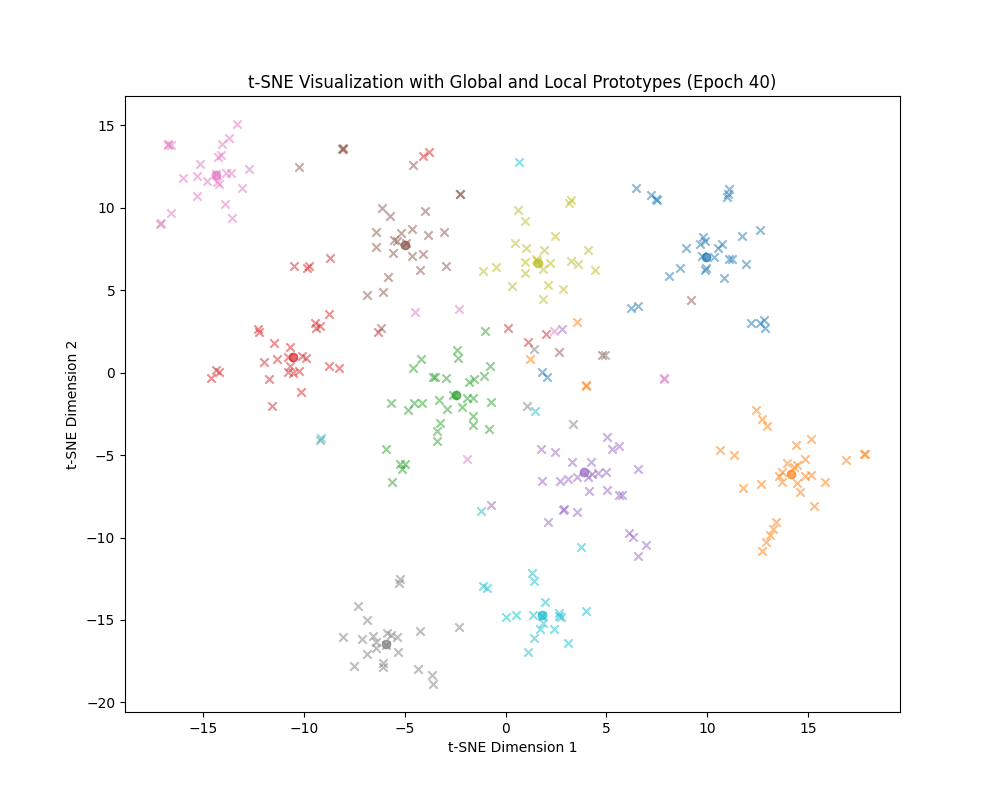 t-SNE Visualization with Global and Local Prototypes (Epoch 40)
15
10
5
0
−5
−10
−15
−20
t-SNE Dimension 2
−15 −10 −5 0 5 10 15
t-SNE Dimension 1